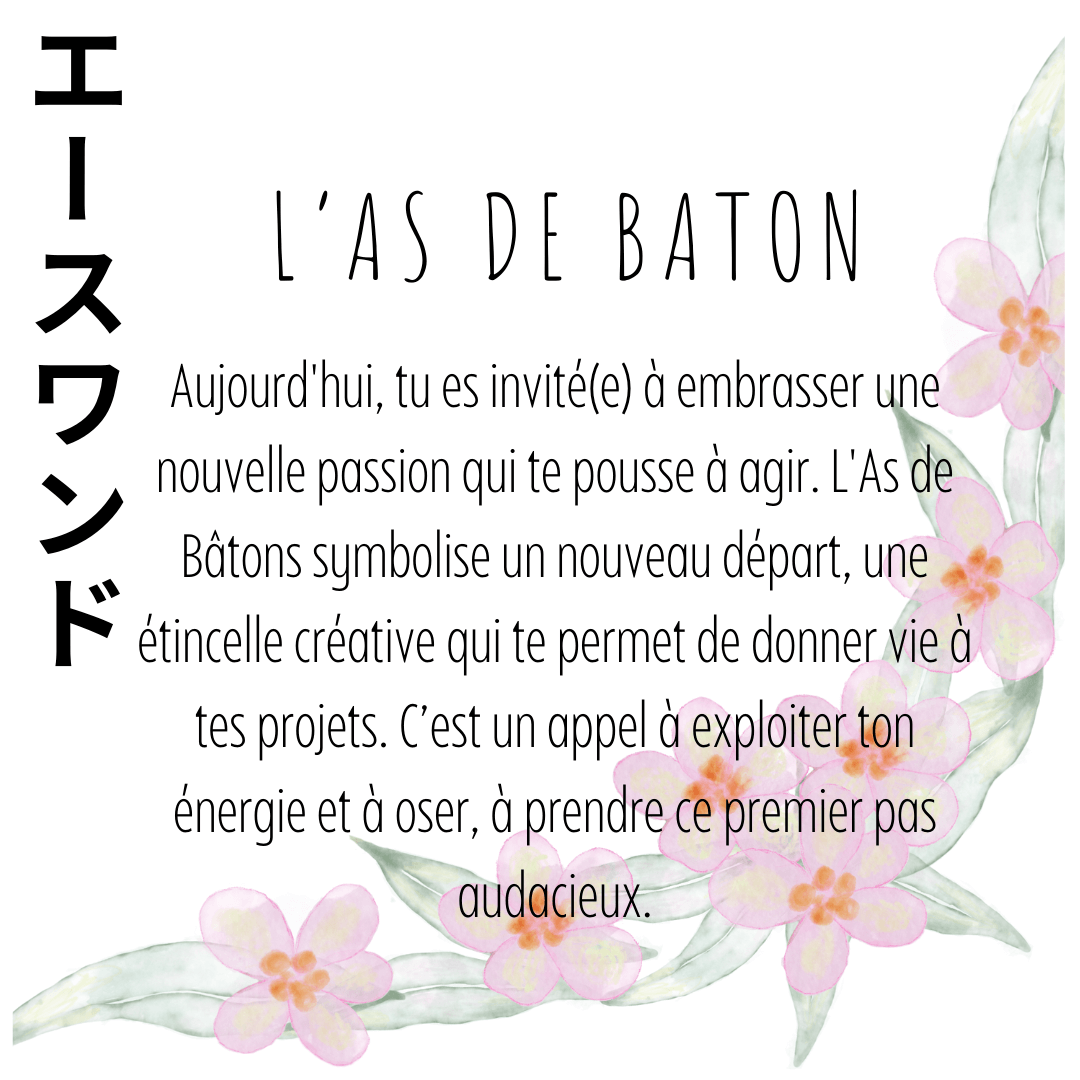 エースワンド
L’AS DE BATON
Aujourd'hui, tu es invité(e) à embrasser une
nouvelle passion qui te pousse à agir. L'As de
Bâtons symbolise un nouveau départ, une
étincelle créative qui te permet de donner vie à
tes projets. C’est un appel à exploiter ton
énergie et à oser, à prendre ce premier pas
audacieux.